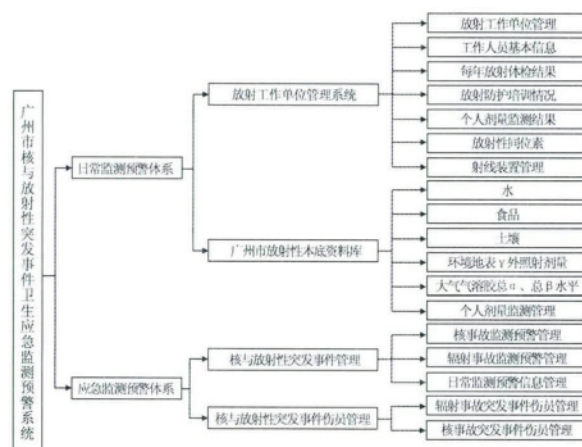 广州市核与放射性突发事件卫生应急监测预警系统
日常监测预警体系
放射工作单位管理系统
放射工作单位管理
工作人员基本信息
每年放射体检结果
放射防护培训情况
个人剂量监测结果
放射性同位素
射线装置管理
广州市放射性本底资料库
水
食品
土壤
环境地表γ外照射剂量
大气气溶胶总α、总β水平
个人剂量监测管理
应急监测预警体系
核与放射性突发事件管理
核事故监测预警管理
辐射事故监测预警管理
日常监测预警信息管理
核与放射性突发事件伤员管理
辐射事故突发事件伤员管理
核事故突发事件伤员管理